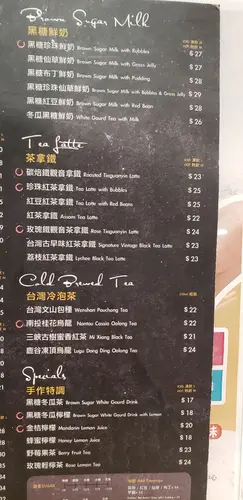 Brown Sugar Milk
黑糖鮮奶
黑糖珍珠鮮奶 Brown Sugar Milk with Bubbles $ 27
黑糖仙草鮮奶 Brown Sugar Milk with Grass Jelly $ 27
黑糖布丁鮮奶 Brown Sugar Milk with Pudding $ 28
黑糖珍珠仙草鮮奶 Brown Sugar Milk with Bubbles & Grass Jelly $ 29
黑糖紅豆鮮奶 Brown Sugar Milk with Red Bean $ 28
冬瓜黑糖鮮奶 White Gourd Tea with Milk $ 26
Tea Latte
茶拿鐵
碳焙鐵觀音拿鐵 Roasted Tieguanyin Latte $ 23
珍珠紅茶拿鐵 Tea Latte with Bubbles $ 25
紅豆紅茶拿鐵 Tea Latte with Red Beans $ 25
紅茶拿鐵 Assam Tea Latte $ 22
玫瑰鐵觀音拿鐵 Rose Tieguanyin Latte $ 24
台灣古早味紅茶拿鐵 Signature Vintage Black Tea Latte $ 23
荔枝紅茶拿鐵 Lychee Black Tea Latte $ 23
Cold Brewed Tea
台灣冷泡茶
台灣文山包種 Wenshan Pouchong Tea $ 22
南投桂花烏龍 Nantou Cassia Oolong Tea $ 22
三峽古樹蜜香紅茶 Mi Xiang Black Tea $ 21
鹿谷凍頂烏龍 Lugu Dong Ding Oolong Tea $ 24
Specials
手作特調
黑糖冬瓜茶 Brown Sugar White Gourd Drink $ 17
黑糖冬瓜檸檬 Brown Sugar White Gourd Drink with Lemon $ 18
金桔檸檬 Mandarin Lemon Juice $ 20
蜂蜜檸檬 Honey Lemon Juice $ 18
野莓果茶 Berry Fruit Tea $ 23
玫瑰輕檸茶 Rose Lemon Tea $ 24